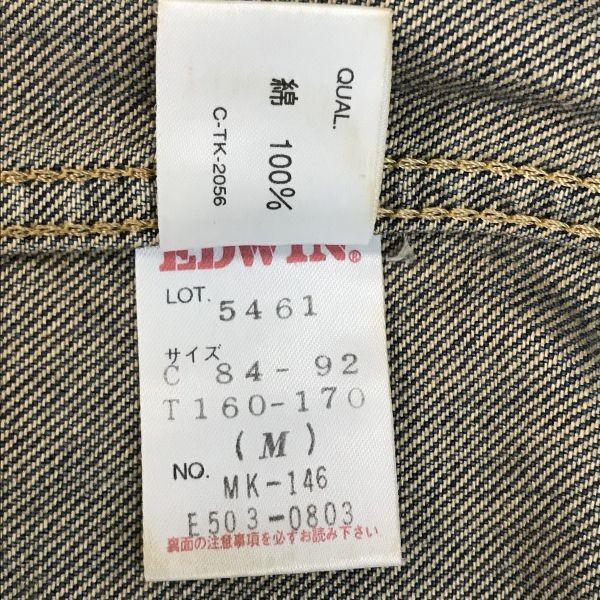 QUAL.
綿 100%
C-TK-2056
EDWIN®
LOT. 5461
サイズ
C 84-92
T160-170
(M)
NO. MK-146
E503-0803
裏面の注意事項を必ずお読み下さい